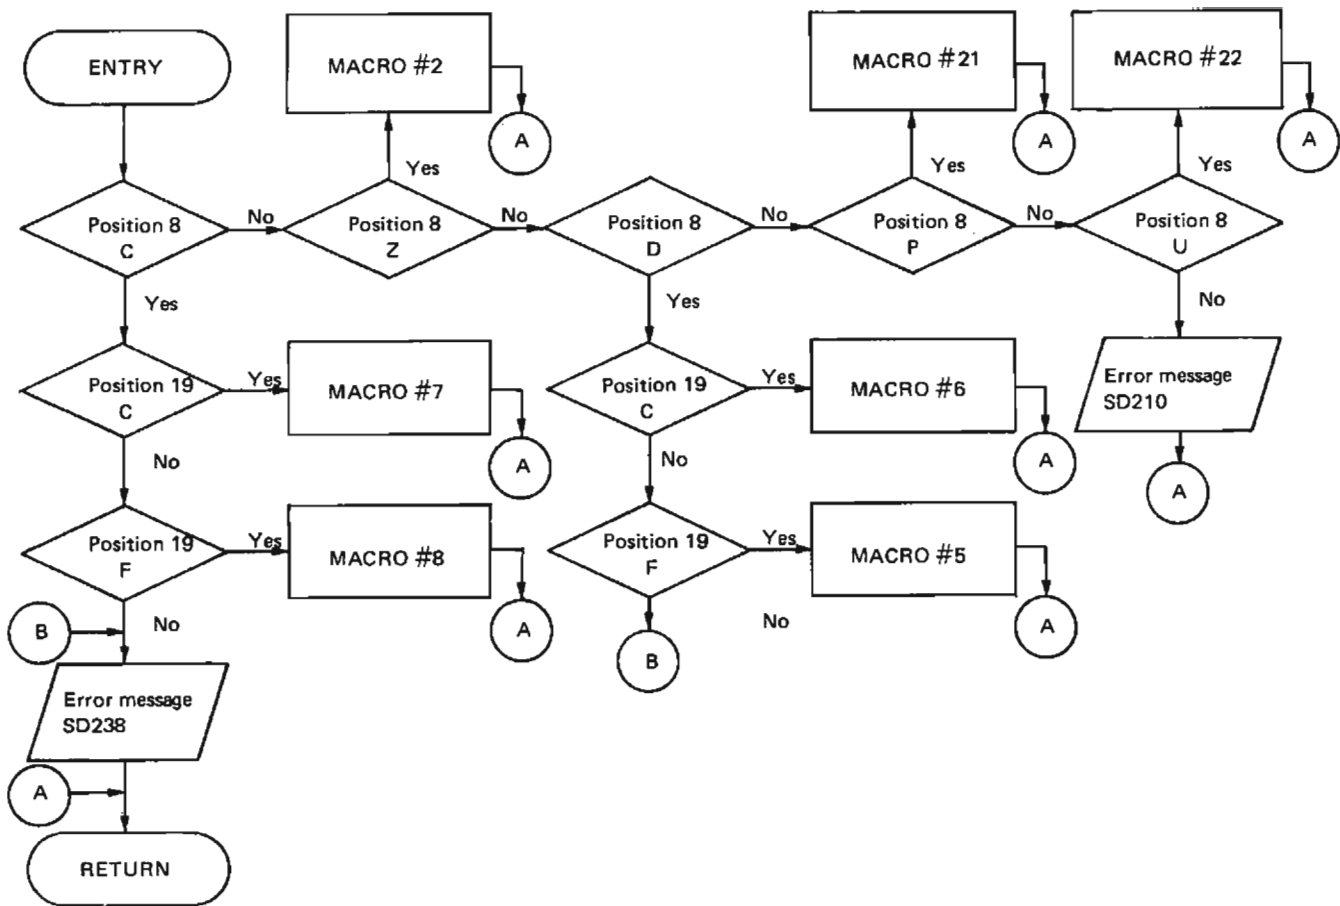 ENTRY
MACRO #2
MACRO #21
MACRO #22
A
A
A
Yes
Yes
Yes
Position 8
C
No
Position 8
Z
No
Position 8
D
No
Position 8
P
No
Position 8
U
Yes
Yes
No
Position 19
C
Yes
MACRO #7
Position 19
C
Yes
MACRO #6
Error message
SD210
A
A
A
No
No
Position 19
F
Yes
MACRO #8
Position 19
F
Yes
MACRO #5
A
A
B
No
B
No
Error message
SD238
A
RETURN